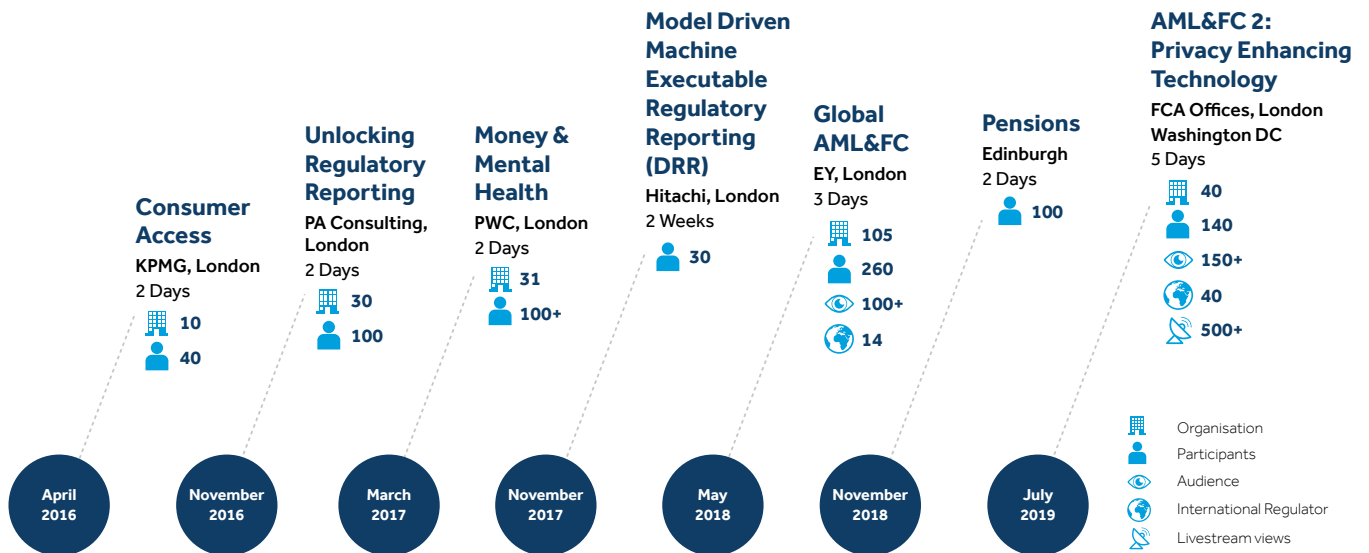 Consumer
Access
KPMG, London
2 Days
10
40
Unlocking
Regulatory
Reporting
PA Consulting,
London
2 Days
30
100
Money &
Mental
Health
PWC, London
2 Days
31
100+
Model Driven
Machine
Executable
Regulatory
Reporting
(DRR)
Hitachi, London
2 Weeks
30
Global
AML&FC
EY, London
3 Days
105
260
100+
14
Pensions
Edinburgh
2 Days
100
AML&FC 2:
Privacy Enhancing
Technology
FCA Offices, London
Washington DC
5 Days
40
140
150+
40
500+
April
2016
November
2016
March
2017
November
2017
May
2018
November
2018
July
2019
Organisation
Participants
Audience
International Regulator
Livestream views